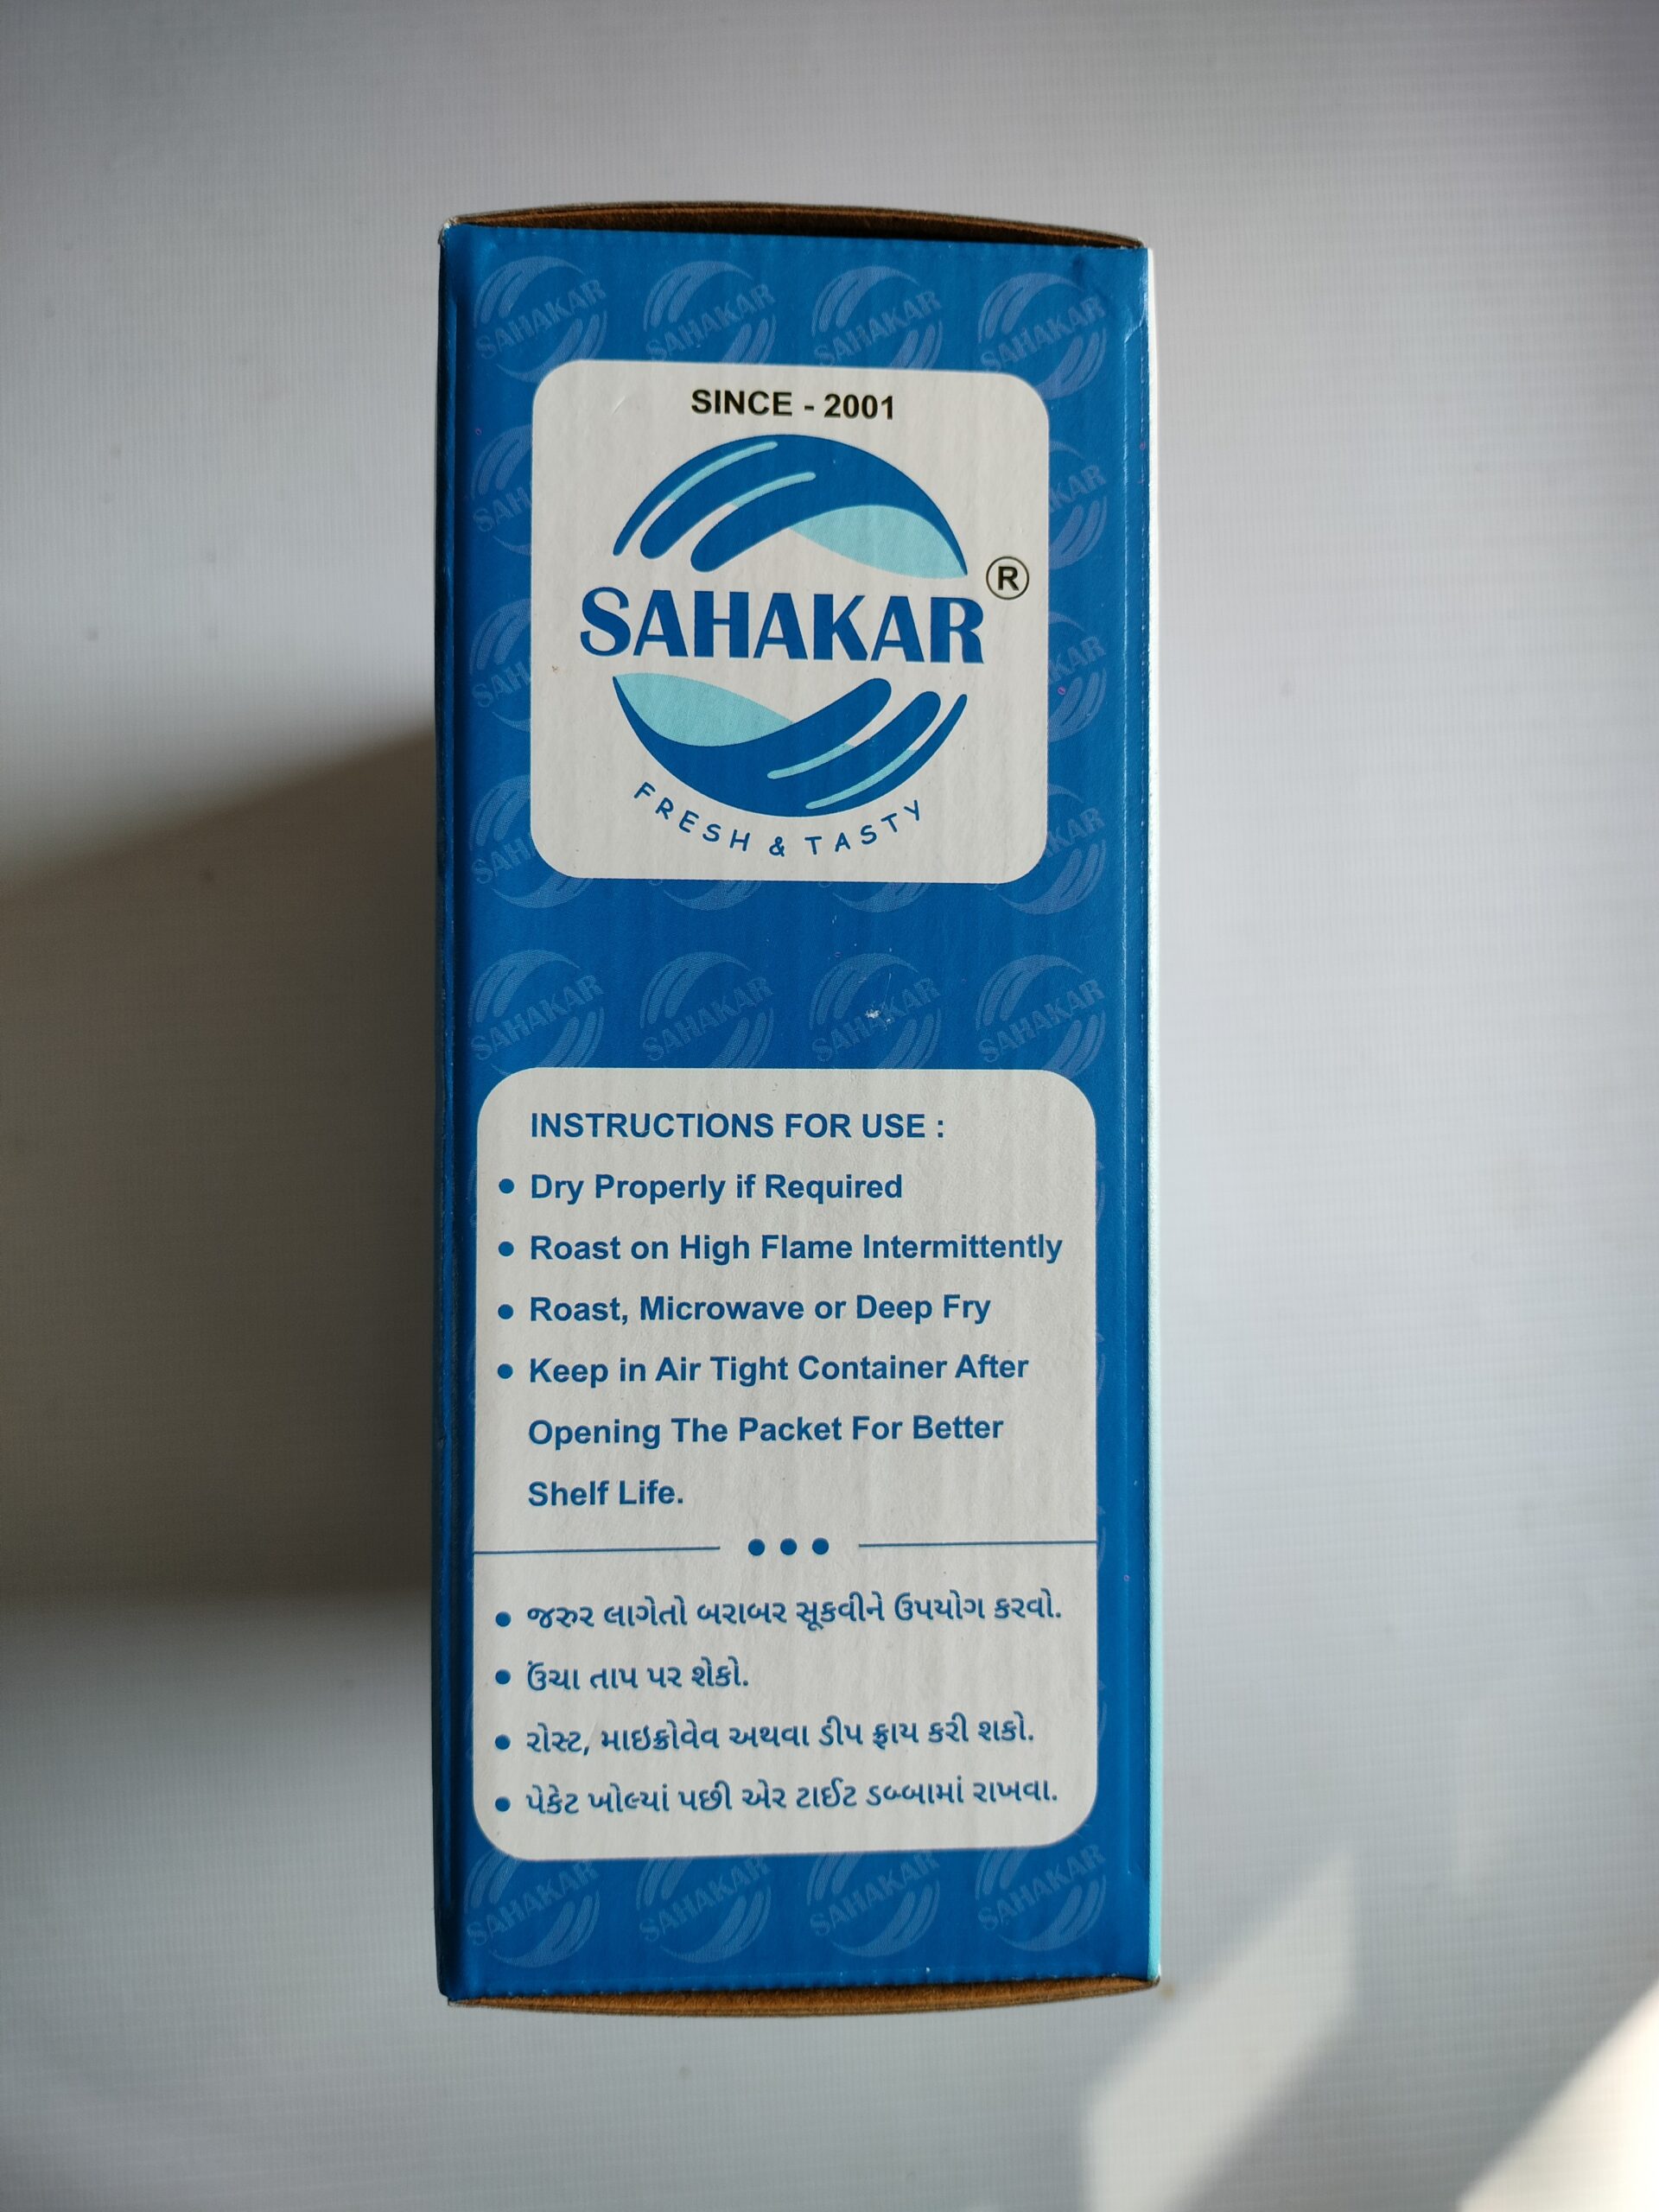 SINCE - 2001
SAHAKAR ®
FRESH & TASTY
INSTRUCTIONS FOR USE :
• Dry Properly if Required
• Roast on High Flame Intermittently
• Roast, Microwave or Deep Fry
• Keep in Air Tight Container After
Opening The Packet For Better
Shelf Life.
• જરુર લાગેતો બરાબર સૂકવીને ઉપયોગ કરવો.
• ઉંચા તાપ પર શેકો.
• રોસ્ટ, માઇક્રોવેવ અથવા ડીપ ફ્રાય કરી શકો.
• પેકેટ ખોલ્યાં પછી એર ટાઈટ ડબ્બામાં રાખવા.